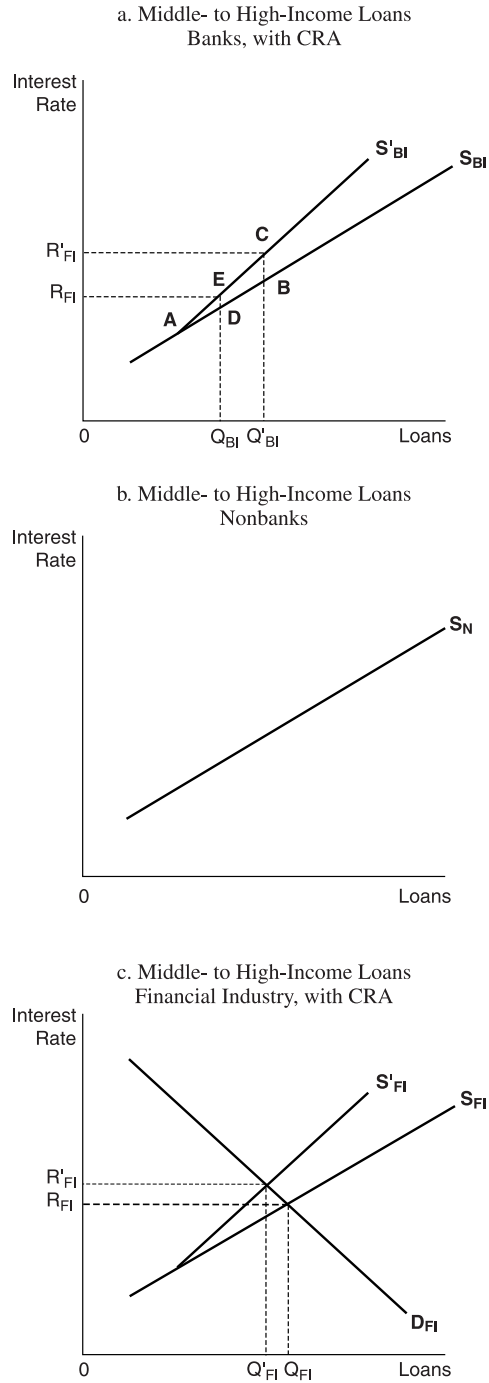 a. Middle- to High-Income Loans
Banks, with CRA
Interest
Rate
S'BI
SBI
C
R'FI
E
B
RFI
A
D
0
QBI Q'BI
Loans
b. Middle- to High-Income Loans
Nonbanks
Interest
Rate
SN
0
Loans
c. Middle- to High-Income Loans
Financial Industry, with CRA
Interest
Rate
S'FI
SFI
R'FI
RFI
DFI
0
Q'FI QFI
Loans